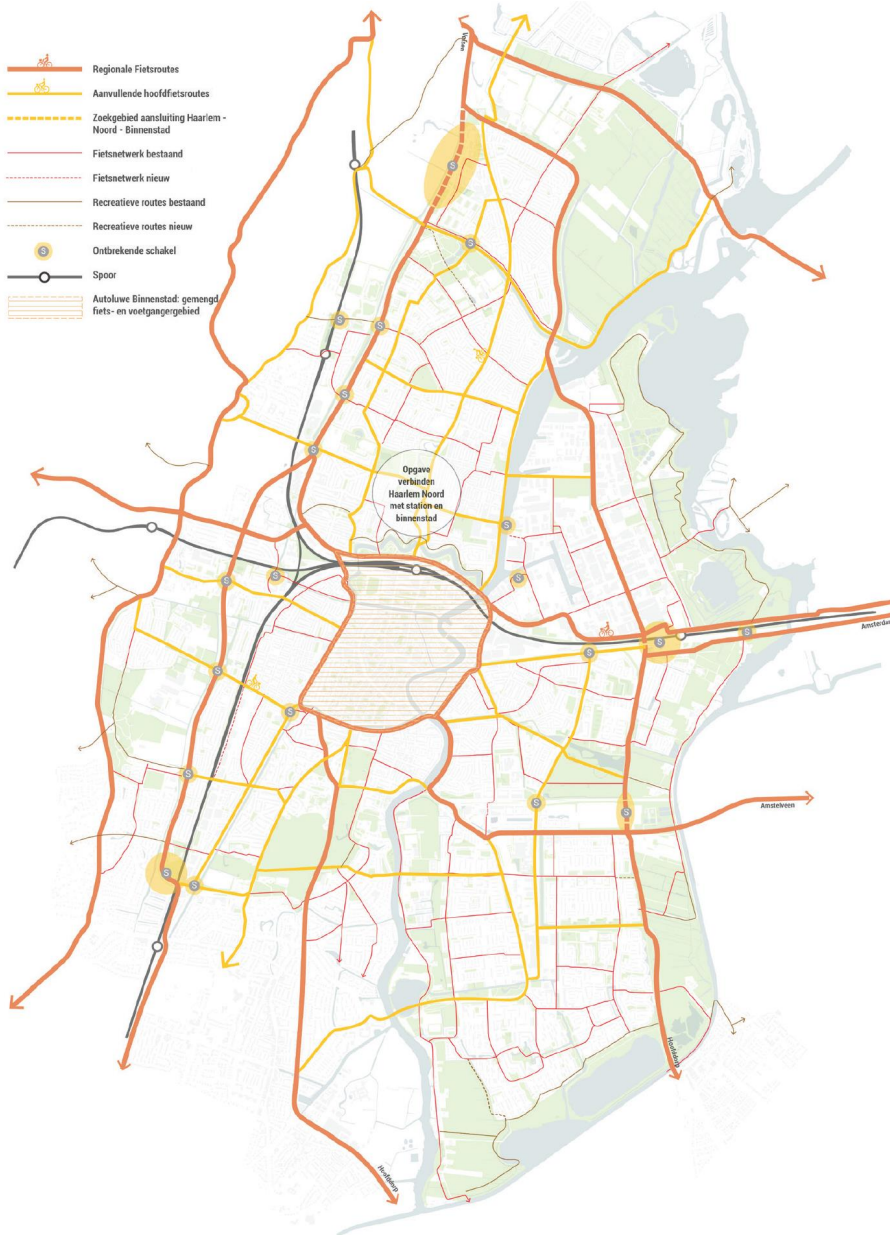 Regionale Fietsroutes
Aanvullende hoofdfietsroutes
Zoekgebied aansluiting Haarlem -
Noord - Binnenstad
Fietsnetwerk bestaand
Fietsnetwerk nieuw
Recreatieve routes bestaand
Recreatieve routes nieuw
S
Ontbrekende schakel
Spoor
Autoluwe Binnenstad: gemengd
fiets- en voetgangergebied
Velsen
S
S
S
S
S
S
Opgave
verbinden
Haarlem Noord
met station en
binnenstad
S
S
S
S
S
S
S
Amsterdam
S
S
S
S
S
S
Amstelveen
S
S
Hoofddorp
Hoofddorp